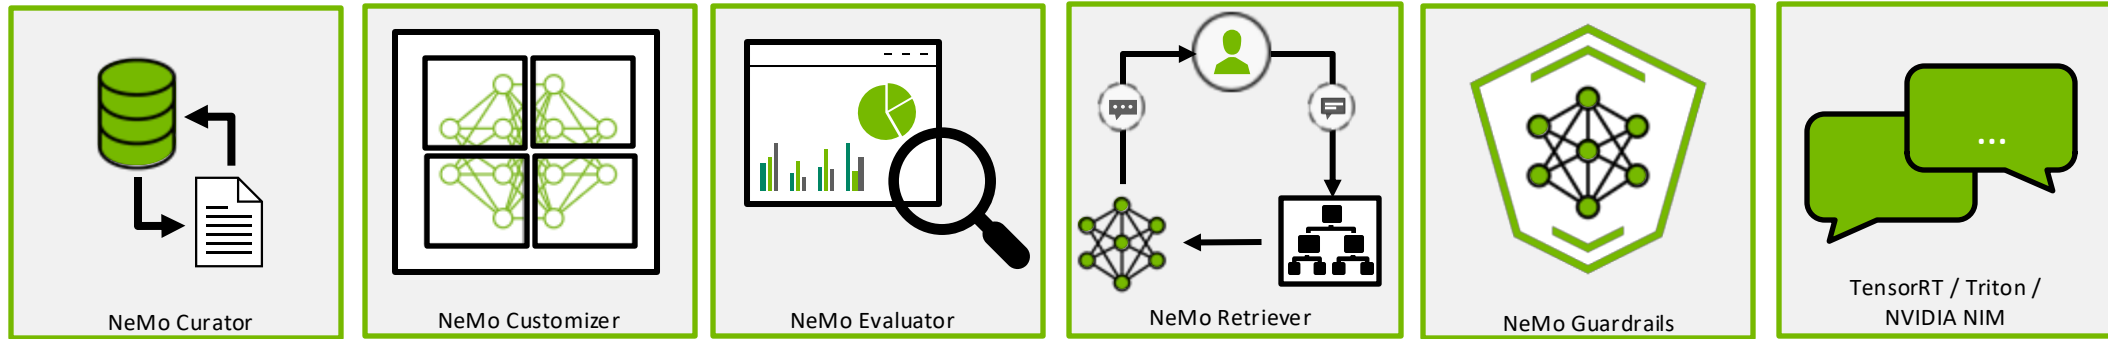 NeMo Curator
NeMo Customizer
NeMo Evaluator
NeMo Retriever
NeMo Guardrails
TensorRT / Triton /
NVIDIA NIM